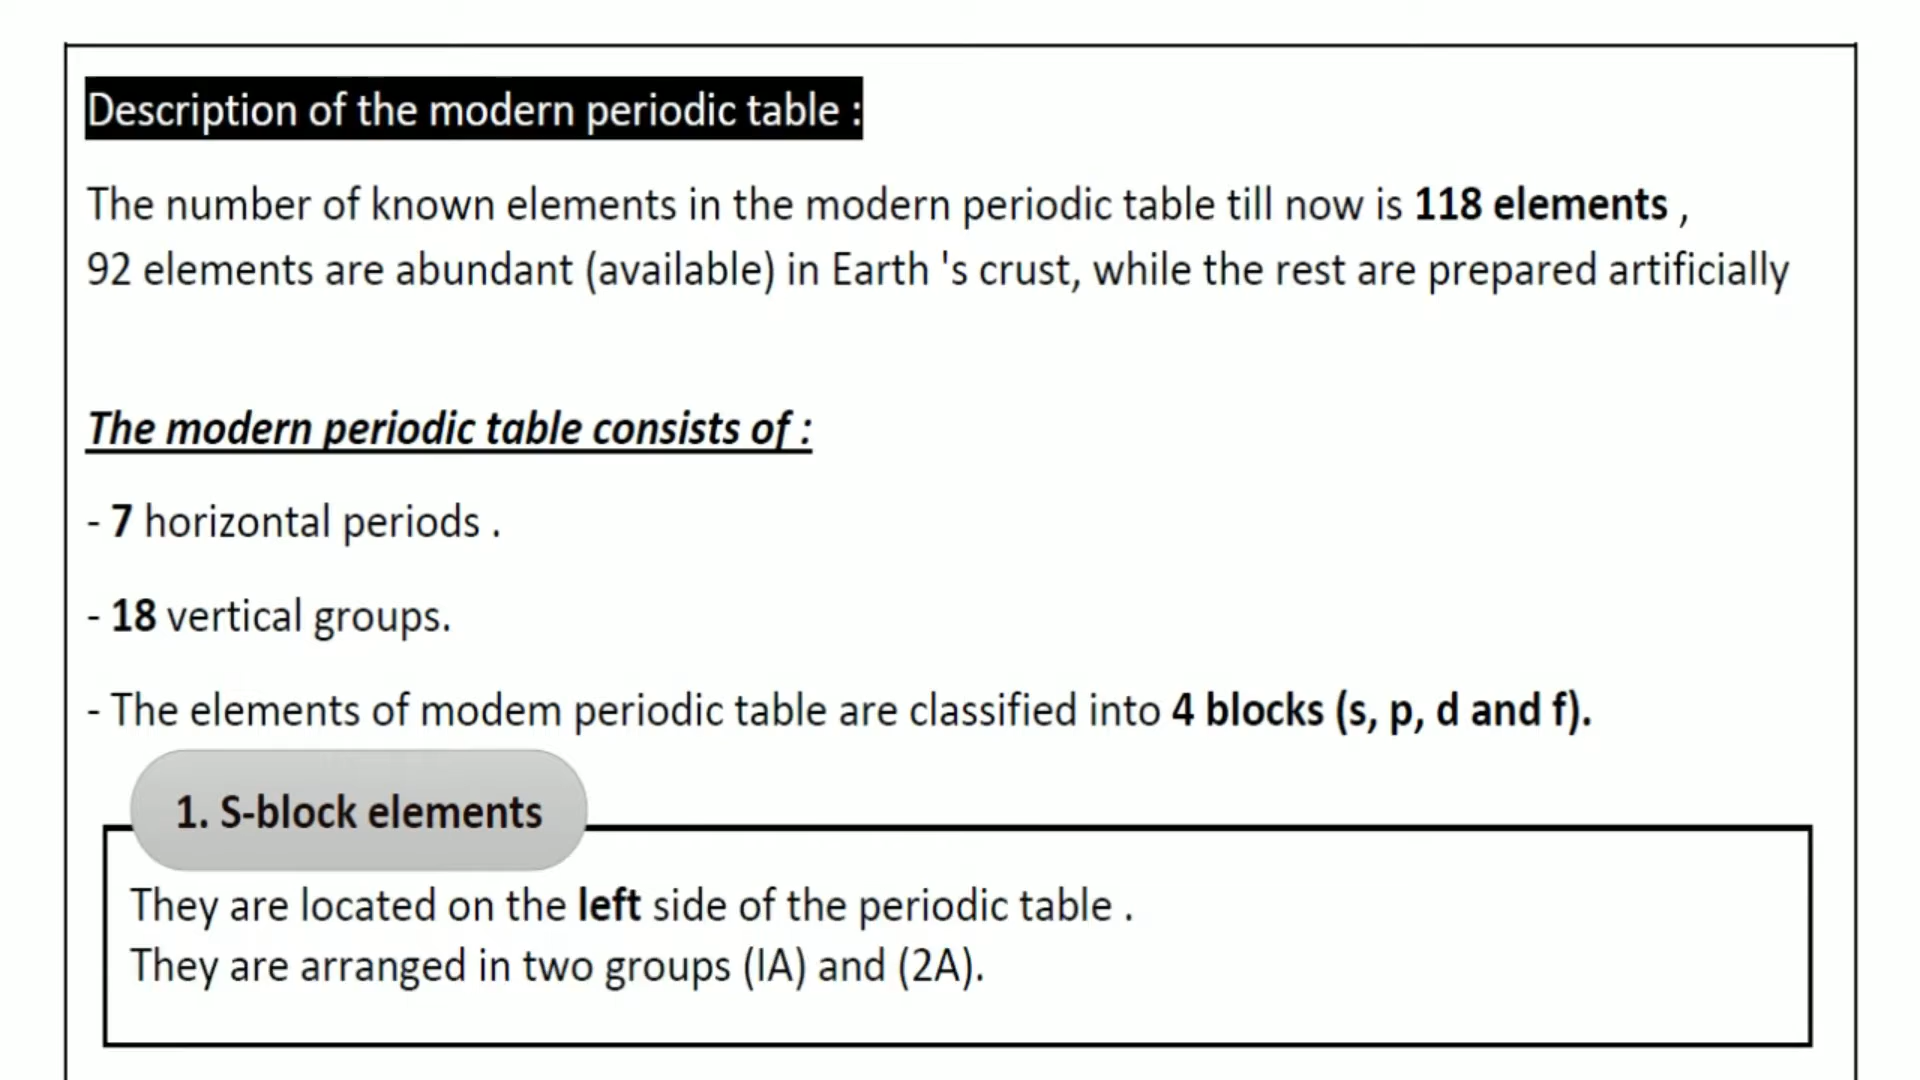 Description of the modern periodic table :
The number of known elements in the modern periodic table till now is 118 elements ,
92 elements are abundant (available) in Earth 's crust, while the rest are prepared artificially
The modern periodic table consists of :
- 7 horizontal periods .
- 18 vertical groups.
- The elements of modem periodic table are classified into 4 blocks (s, p, d and f).
1. S-block elements
They are located on the left side of the periodic table .
They are arranged in two groups (IA) and (2A).